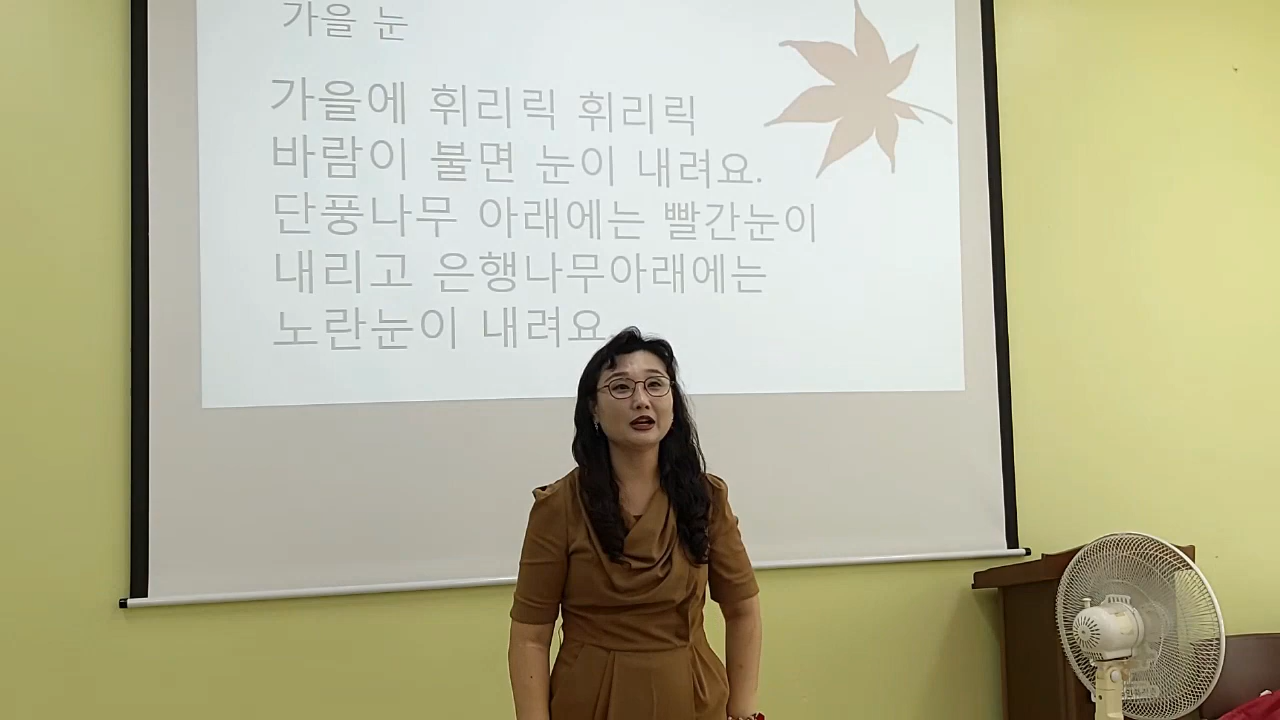 가을 눈
가을에 휘리릭 휘리릭
바람이 불면 눈이 내려요.
단풍나무 아래에는 빨간눈이
내리고 은행나무아래에는
노란눈이 내려요